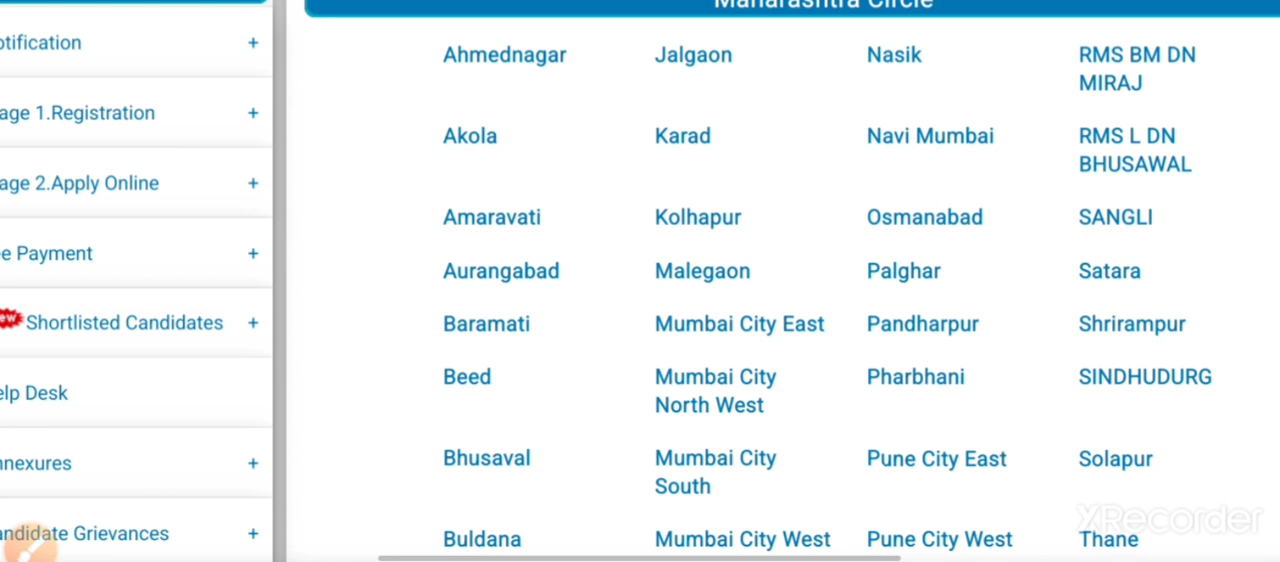 Maharashtra Circle
otification +
age 1.Registration +
age 2.Apply Online +
e Payment +
Shortlisted Candidates +
elp Desk
nnexures +
andidate Grievances +
Ahmednagar Jalgaon Nasik RMS BM DN
MIRAJ
Akola Karad Navi Mumbai RMS L DN
BHUSAWAL
Amaravati Kolhapur Osmanabad SANGLI
Aurangabad Malegaon Palghar Satara
Baramati Mumbai City East Pandharpur Shrirampur
Beed Mumbai City Pharbhani SINDHUDURG
North West
Bhusaval Mumbai City Pune City East Solapur
South
Buldana Mumbai City West Pune City West Thane
XRecorder